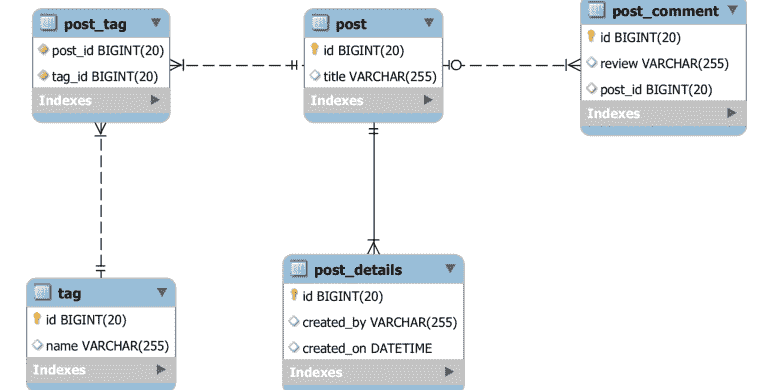 post_tag
post_id BIGINT(20)
tag_id BIGINT(20)
Indexes
post
id BIGINT(20)
title VARCHAR(255)
Indexes
post_comment
id BIGINT(20)
review VARCHAR(255)
post_id BIGINT(20)
Indexes
tag
id BIGINT(20)
name VARCHAR(255)
Indexes
post_details
id BIGINT(20)
created_by VARCHAR(255)
created_on DATETIME
Indexes